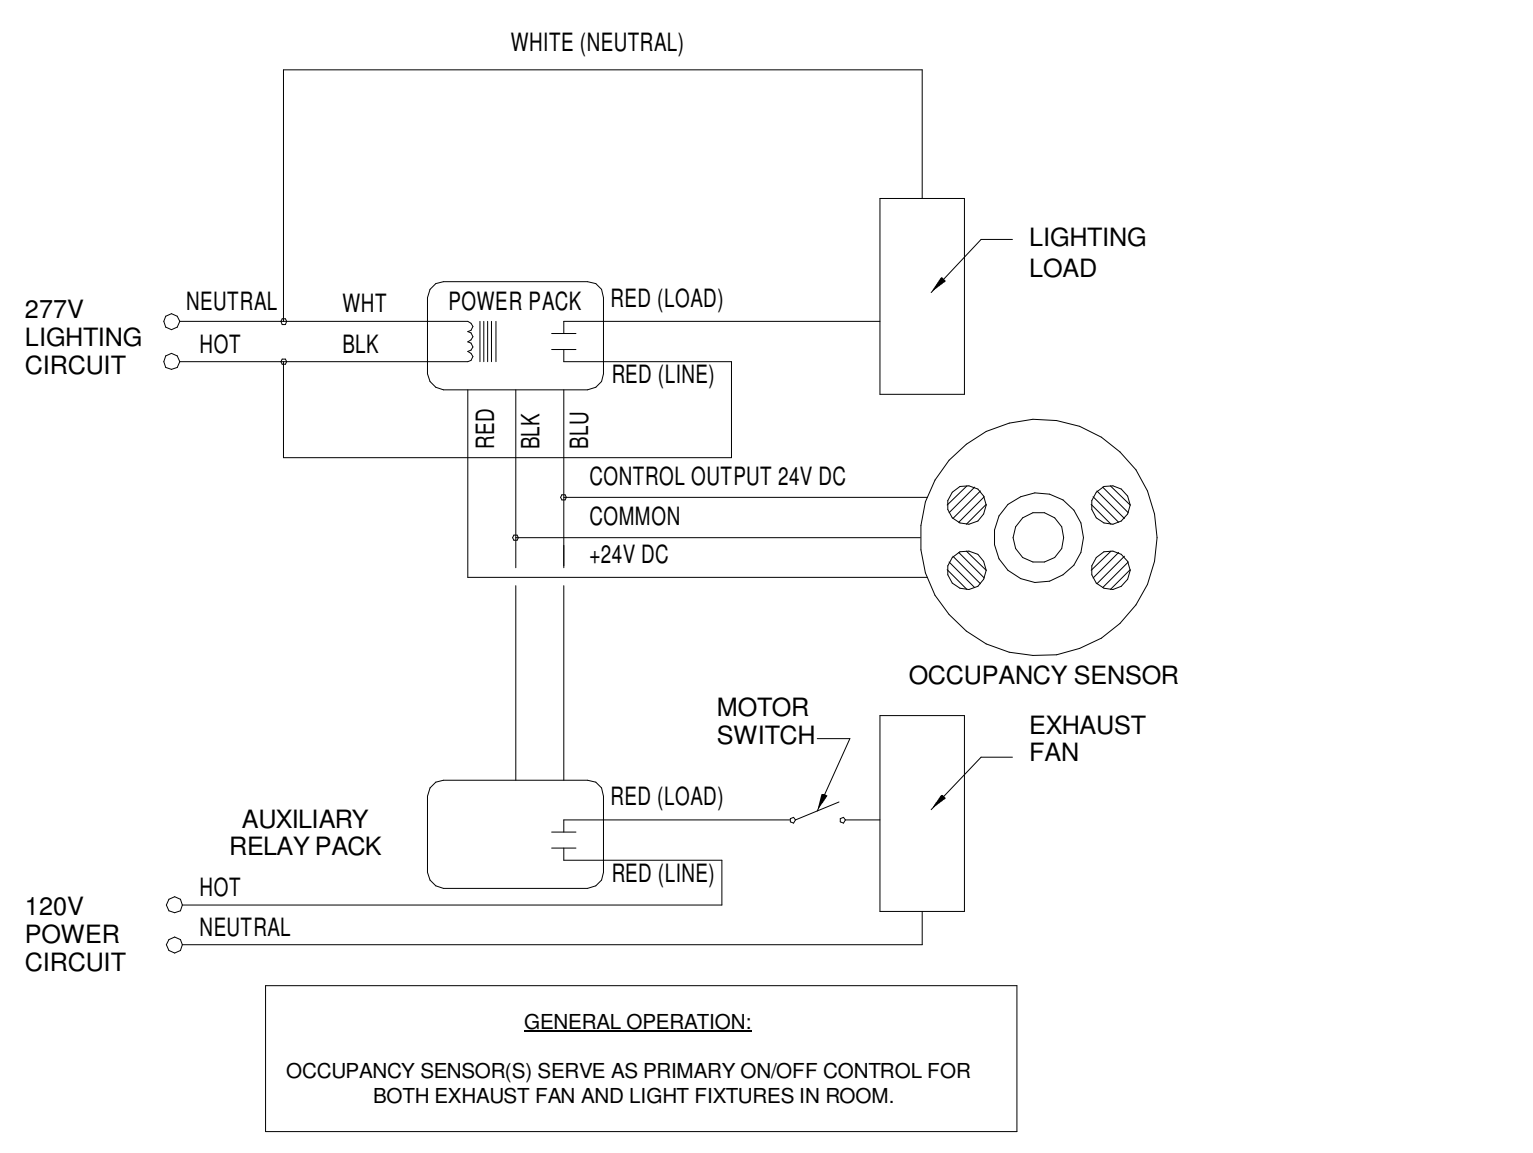 WHITE (NEUTRAL)
LIGHTING
LOAD
277V
LIGHTING
CIRCUIT
NEUTRAL
WHT
HOT
BLK
POWER PACK
RED (LOAD)
RED (LINE)
RED
BLK
BLU
CONTROL OUTPUT 24V DC
COMMON
+24V DC
OCCUPANCY SENSOR
MOTOR
SWITCH
EXHAUST
FAN
AUXILIARY
RELAY PACK
RED (LOAD)
RED (LINE)
120V
POWER
CIRCUIT
HOT
NEUTRAL
GENERAL OPERATION:
OCCUPANCY SENSOR(S) SERVE AS PRIMARY ON/OFF CONTROL FOR
BOTH EXHAUST FAN AND LIGHT FIXTURES IN ROOM.